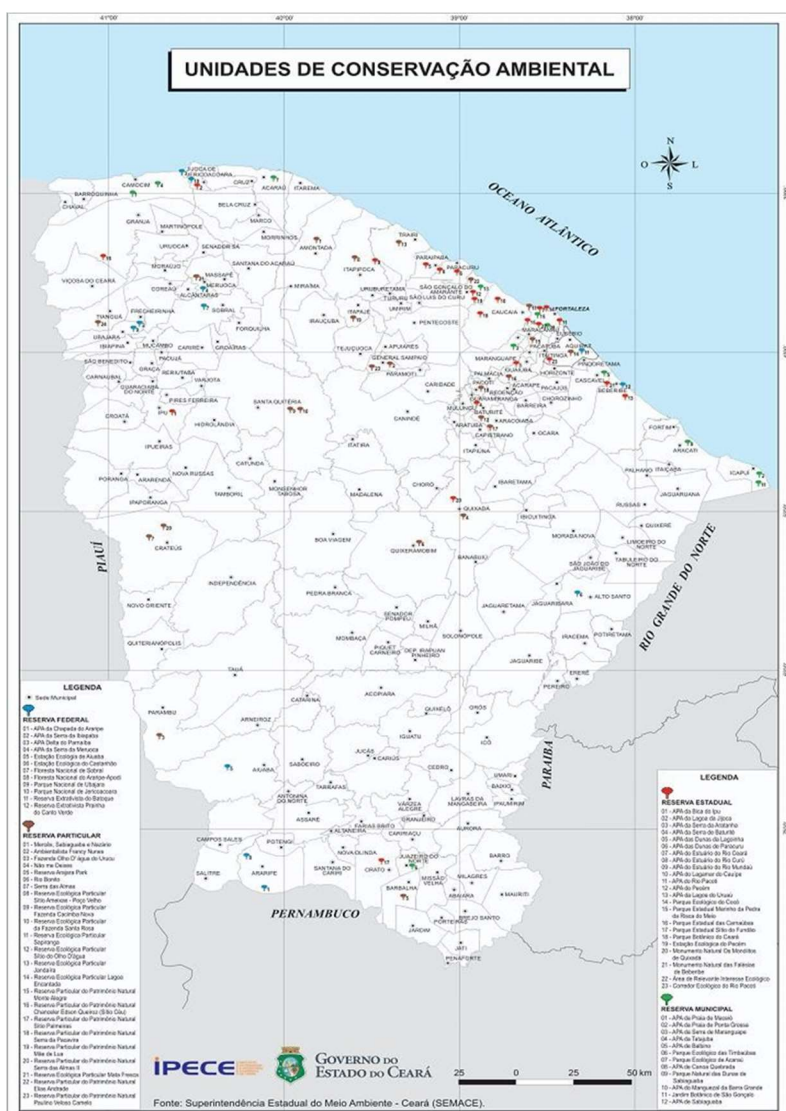 UNIDADES DE CONSERVAÇÃO AMBIENTAL
41°00'
40°00'
39°00'
38°00'
N
O
L
S
OCEANO ATLÂNTICO
JIJOCA DE
JERICOACOARA
CAMOCIM
CRUZ
ACARAÚ
ITAREMA
BARROQUINHA
CHAVAL
BELA CRUZ
GRANJA
MARCO
MARTINÓPOLE
MORRINHOS
URUOCA
SENADOR SÁ
AMONTADA
TRAIRI
PARAIPABA
PARACURU
MORAÚJO
MASSAPÊ
SANTANA DO ACARAÚ
ITAPIPOCA
VIÇOSA DO CEARÁ
COREAÚ
MERUOCA
ALCÂNTARAS
MIRAÍMA
URUBURETAMA
TURURU
UMIRIM
SÃO GONÇALO DO
AMARANTE
SÃO LUIS DO CURU
SOBRAL
ITAPAJÉ
CAUCAIA
FORTALEZA
TIANGUÁ
FRECHEIRINHA
FORQUILHA
IRAUÇUBA
PENTECOSTE
MARACANAÚ
EUSÉBIO
UBAJARA
IBIAPINA
MUCAMBO
CARIRÉ
GROAÍRAS
TEJUÇUOCA
APUIARÉS
PACATUBA
AQUIRAZ
SÃO BENEDITO
PACUJÁ
GENERAL SAMPAIO
MARANGUAPE
ITAITINGA
PINDORETAMA
CARNAUBAL
GRAÇA
RERIUTABA
VARJOTA
PARAMOTI
PALMÁCIA
GUAIÚBA
HORIZONTE
CASCAVEL
GUARACIABA
DO NORTE
CARIDADE
PACOTI
ACARAPE
PACAJUS
BEBERIBE
PIRES FERREIRA
SANTA QUITÉRIA
REDENÇÃO
CHOROZINHO
CROATÁ
IPU
HIDROLÂNDIA
CANINDÉ
MULUNGU
BATURITÉ
BARREIRA
ARATUBA
ARACOIABA
CAPISTRANO
OCARA
FORTIM
ARACATI
IPUEIRAS
ITATIRA
ITAPIÚNA
ICAPUÍ
PORANGA
ARARENDÁ
NOVA RUSSAS
CATUNDA
PALHANO
ITAIÇABA
TAMBORIL
MONSENHOR
TABOSA
MADALENA
CHORÓ
IBARETAMA
JAGUARUANA
IPAPORANGA
QUIXADÁ
RUSSAS
IBICUITINGA
CRATEÚS
BOA VIAGEM
QUIXERAMOBIM
MORADA NOVA
QUIXERÉ
LIMOEIRO DO
NORTE
BANABUIÚ
SÃO JOÃO DO
JAGUARIBE
TABULEIRO DO
NORTE
PIAUÍ
INDEPENDÊNCIA
PEDRA BRANCA
ALTO SANTO
RIO GRANDE DO NORTE
NOVO ORIENTE
SENADOR
POMPEU
JAGUARETAMA
JAGUARIBARA
QUITERIANÓPOLIS
MOMBAÇA
MILHÃ
SOLONÓPOLE
IRACEMA
POTIRETAMA
PIQUET
CARNEIRO
DEP. IRAPUAN
PINHEIRO
JAGUARIBE
TAUÁ
ERERÉ
PEREIRO
CATARINA
ACOPIARA
PARAMBU
ARNEIROZ
QUIXELÔ
ORÓS
IGUATU
ICÓ
PARAÍBA
AIUABA
SABOEIRO
JUCÁS
CARIÚS
CEDRO
UMARI
BAIXIO
IPAUMIRIM
ANTONINA
DO NORTE
TARRAFAS
VÁRZEA
ALEGRE
LAVRAS DA
MANGABEIRA
ASSARÉ
GRANJEIRO
ALTANEIRA
FARIAS BRITO
CARIRIAÇU
AURORA
CAMPOS SALES
POTENGI
NOVA OLINDA
JUAZEIRO DO
NORTE
BARRO
SALITRE
ARARIPE
SANTANA DO
CARIRI
CRATO
MISSÃO
VELHA
MILAGRES
BARBALHA
ABAIARA
MAURITI
PERNAMBUCO
JARDIM
PORTEIRAS
BREJO SANTO
JATI
PENAFORTE
LEGENDA
Sede Municipal
RESERVA FEDERAL
01 - APA da Chapada do Araripe
02 - APA da Serra da Ibiapaba
03 - APA Delta do Parnaíba
04 - APA da Serra da Meruoca
05 - Estação Ecológica de Aiuaba
06 - Estação Ecológica do Castanhão
07 - Floresta Nacional de Sobral
08 - Floresta Nacional do Araripe-Apodi
09 - Parque Nacional de Ubajara
10 - Parque Nacional de Jericoacoara
11 - Reserva Extrativista do Batoque
12 - Reserva Extrativista Prainha
do Canto Verde
RESERVA PARTICULAR
01 - Mercês, Sabiaguaba e Nazário
02 - Ambientalista Francy Nunes
03 - Fazenda Olho D'água do Urucu
04 - Não me Deixes
05 - Reserva Arajara Park
06 - Rio Bonito
07 - Serra das Almas
08 - Reserva Ecológica Particular
Sítio Ameixas - Poço Velho
09 - Reserva Ecológica Particular
Fazenda Cacimba Nova
10 - Reserva Ecológica Particular
da Fazenda Santa Rosa
11 - Reserva Ecológica Particular
Sapiranga
12 - Reserva Ecológica Particular
Sítio do Olho D'água
13 - Reserva Ecológica Particular
Jandaíra
14 - Reserva Ecológica Particular Lagoa
Encantada
15 - Reserva Particular do Patrimônio Natural
Monte Alegre
16 - Reserva Particular do Patrimônio Natural
Chanceler Edson Queiroz (Sítio Cíau)
17 - Reserva Particular do Patrimônio Natural
Sítio Palmeiras
18 - Reserva Particular do Patrimônio Natural
Serra da Pacavira
19 - Reserva Particular do Patrimônio Natural
Mãe da Lua
20 - Reserva Particular do Patrimônio Natural
Serra das Almas II
21 - Reserva Ecológica Particular Mata Fresca
22 - Reserva Particular do Patrimônio Natural
Elias Andrade
23 - Reserva Particular do Patrimônio Natural
Paulino Velôso Camêlo
LEGENDA
RESERVA ESTADUAL
01 - APA da Bica do Ipu
02 - APA da Lagoa da Jijoca
03 - APA da Serra da Aratanha
04 - APA da Serra de Baturité
05 - APA das Dunas da Lagoinha
06 - APA das Dunas de Paracuru
07 - APA do Estuário do Rio Ceará
08 - APA do Estuário do Rio Curú
09 - APA do Estuário do Rio Mundaú
10 - APA do Lagamar do Cauípe
11 - APA do Rio Pacoti
12 - APA do Pecém
13 - APA da Lagoa do Uruaú
14 - Parque Ecológico do Cocó
15 - Parque Estadual Marinho da Pedra
da Risca do Meio
16 - Parque Estadual das Carnaúbas
17 - Parque Estadual Sítio do Fundão
18 - Parque Botânico do Ceará
19 - Estação Ecológica do Pecém
20 - Monumento Natural Os Monólitos
de Quixadá
21 - Monumento Natural das Falésias
de Beberibe
22 - Área de Relevante Interesse Ecológico
23 - Corredor Ecológico do Rio Pacoti
RESERVA MUNICIPAL
01 - APA da Praia de Maceió
02 - APA da Praia de Ponta Grossa
03 - APA da Serra de Maranguape
04 - APA de Tatajuba
05 - APA de Balbino
06 - Parque Ecológico das Timbaúbas
07 - Parque Ecológico de Acaraú
08 - APA de Canoa Quebrada
09 - Parque Natural das Dunas de
Sabiaguaba
10 - APA do Manguezal da Barra Grande
11 - Jardim Botânico de São Gonçalo
12 - APA de Sabiaguaba
IPECE
GOVERNO DO
ESTADO DO CEARÁ
25 0 25 50 km
Fonte: Superintendência Estadual do Meio Ambiente - Ceará (SEMACE).